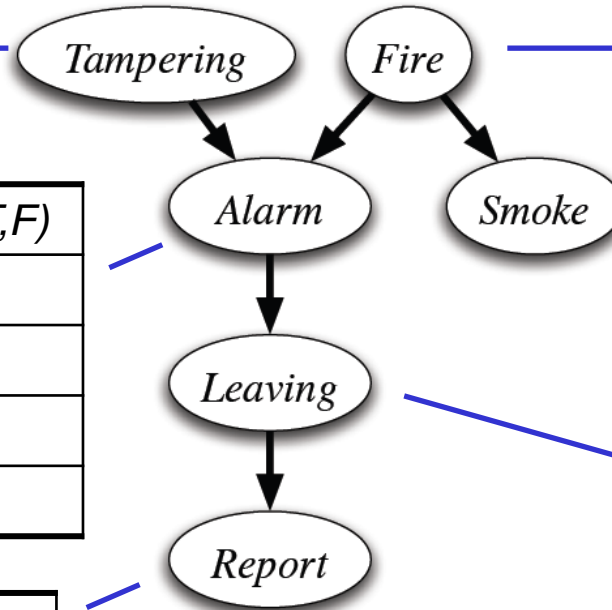 Tampering
Fire
Alarm
Smoke
,F)
Leaving
Report